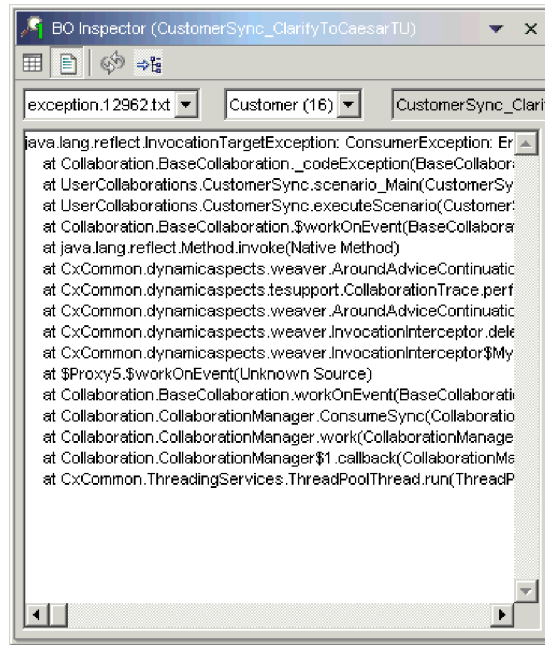 BO Inspector (CustomerSync_ClarifyToCaesarTU)
exception.12962.txt Customer (16) CustomerSync_Clari
java.lang.reflect.InvocationTargetException: ConsumerException: Er
at Collaboration.BaseCollaboration._codeException(BaseCollabora
at UserCollaborations.CustomerSync.scenario_Main(CustomerSy
at UserCollaborations.CustomerSync.executeScenario(Customer
at Collaboration.BaseCollaboration.$workOnEvent(BaseCollabora
at java.lang.reflect.Method.invoke(Native Method)
at CxCommon.dynamicaspects.weaver.AroundAdviceContinuatio
at CxCommon.dynamicaspects.tesupport.CollaborationTrace.perf
at CxCommon.dynamicaspects.weaver.AroundAdviceContinuatio
at CxCommon.dynamicaspects.weaver.InvocationInterceptor.dele
at CxCommon.dynamicaspects.weaver.InvocationInterceptor$My
at $Proxy5.$workOnEvent(Unknown Source)
at Collaboration.BaseCollaboration.workOnEvent(BaseCollaborati
at Collaboration.CollaborationManager.ConsumeSync(Collaboratio
at Collaboration.CollaborationManager.work(CollaborationManage
at Collaboration.CollaborationManager$1.callback(CollaborationMa
at CxCommon.ThreadingServices.ThreadPoolThread.run(ThreadP